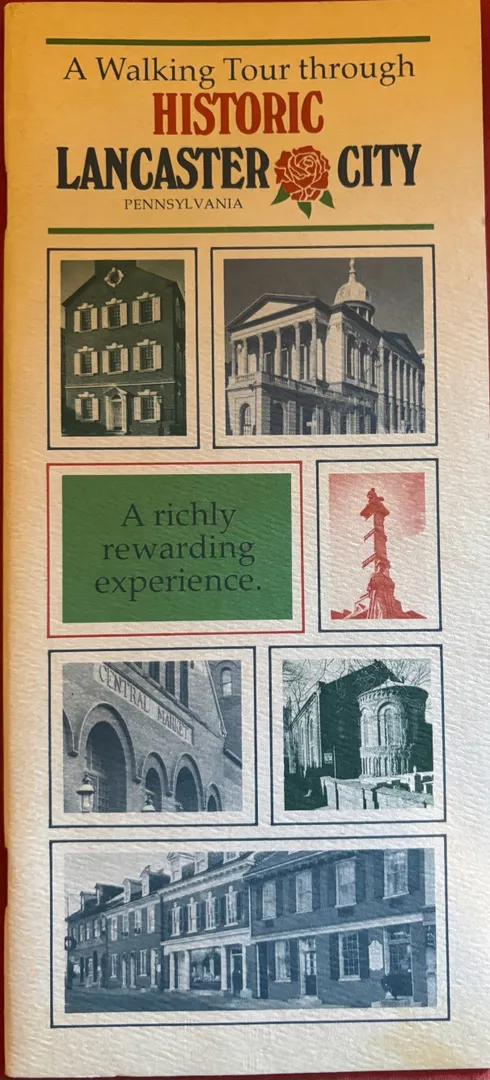 A Walking Tour through
HISTORIC
LANCASTER CITY
PENNSYLVANIA
A richly
rewarding
experience.
CENTRAL MARKET